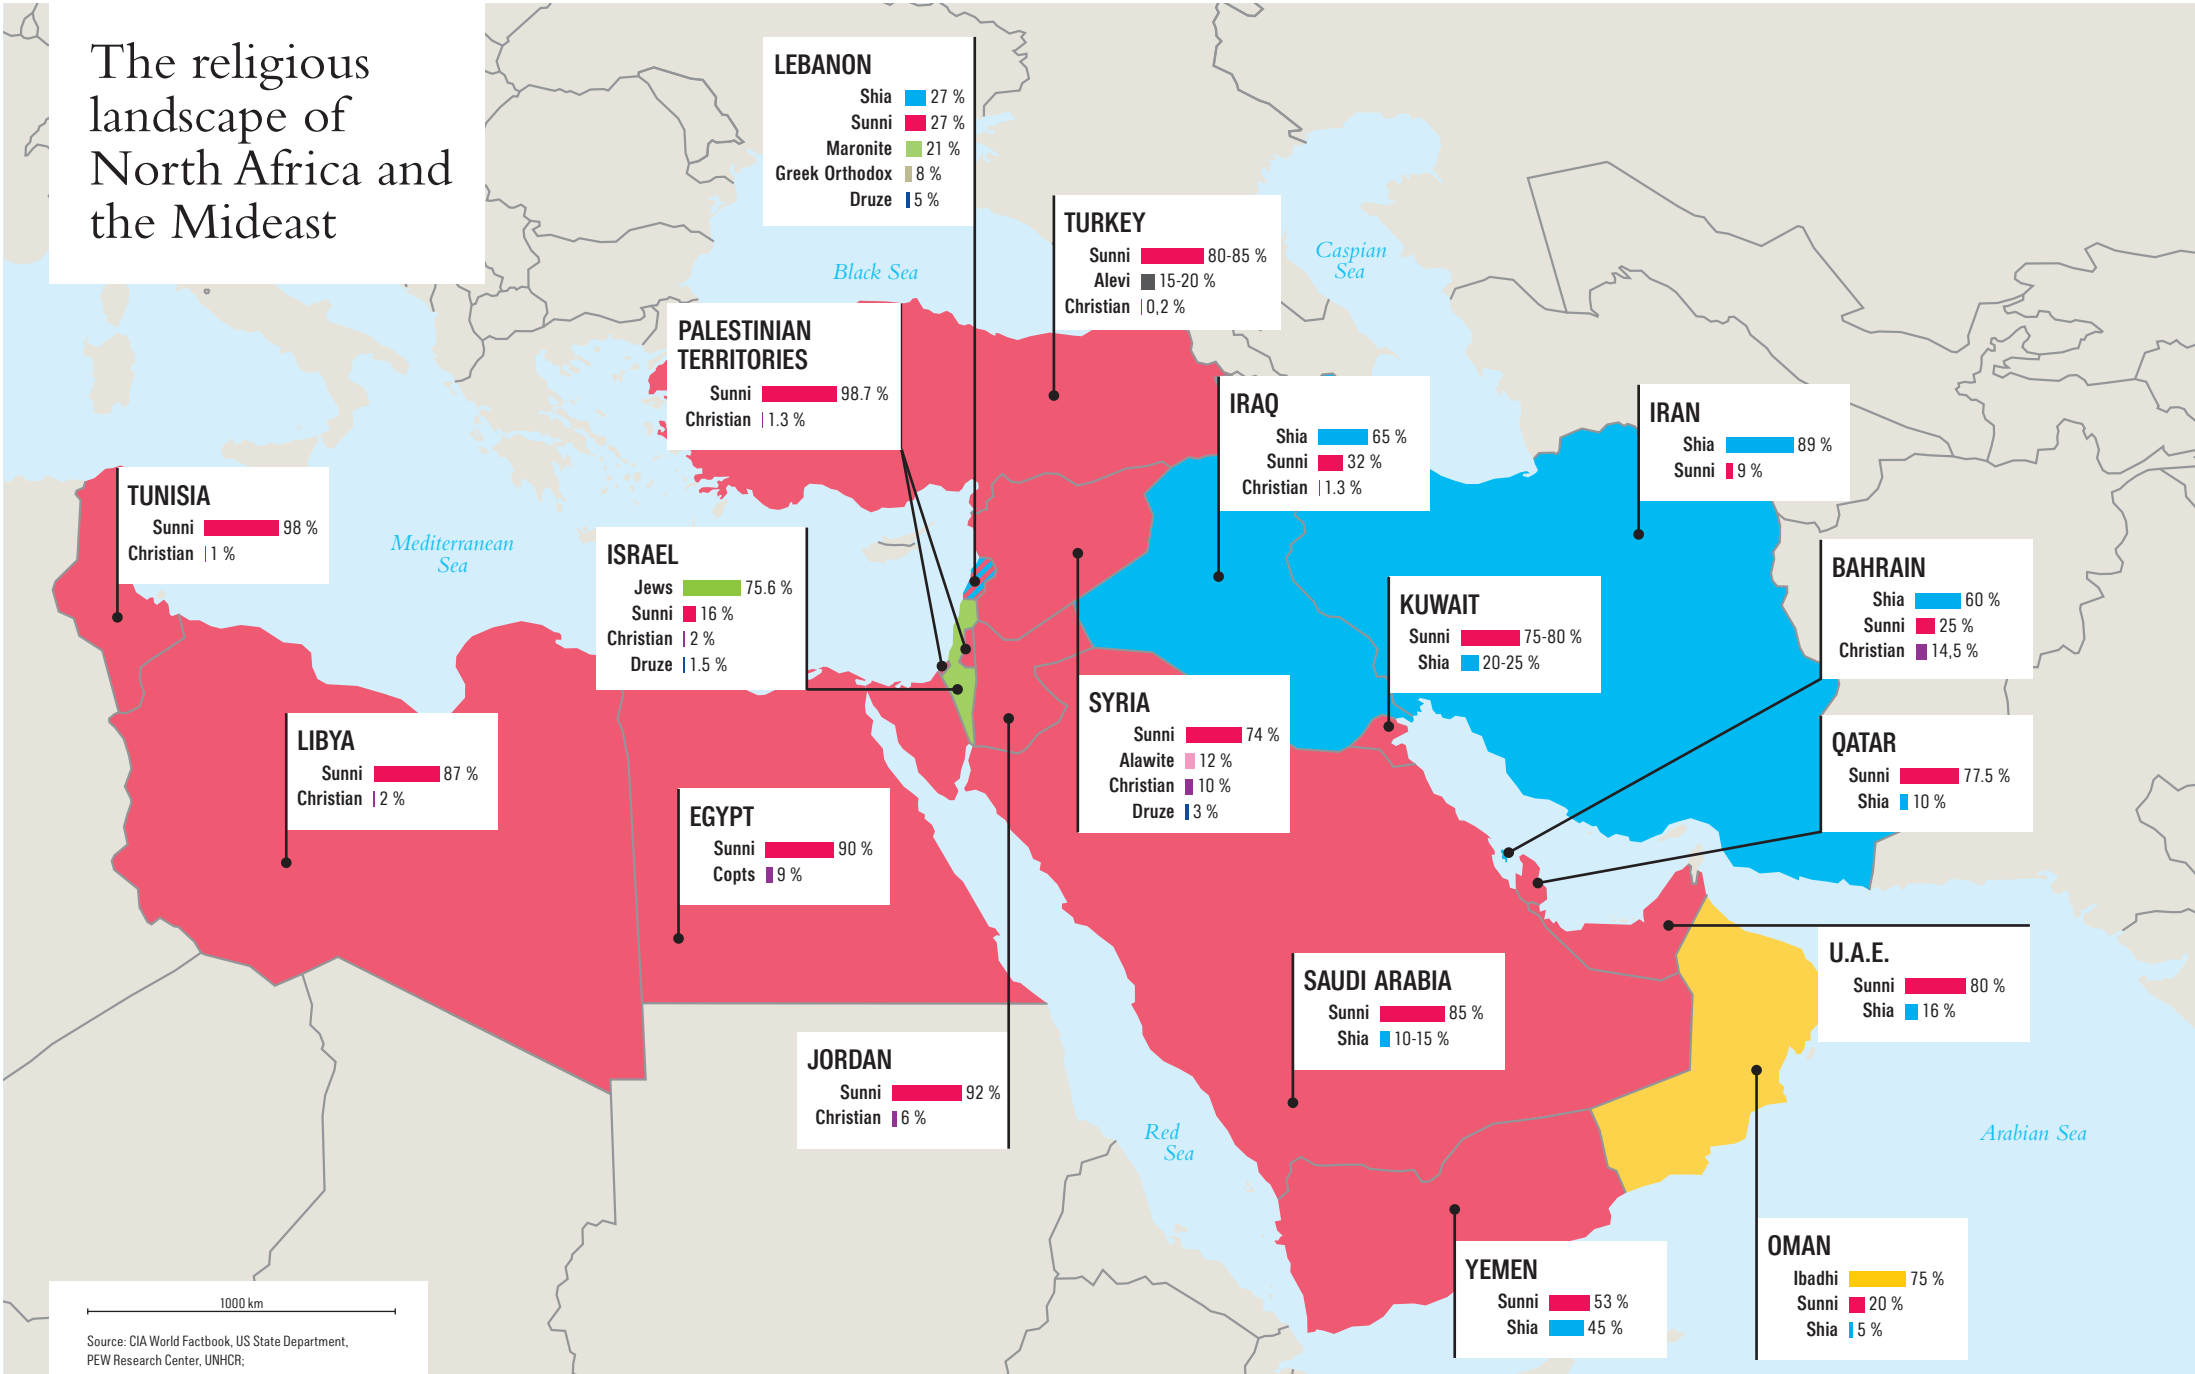 The religious
landscape of
North Africa and
the Mideast
LEBANON
Shia 27 %
Sunni 27 %
Maronite 21 %
Greek Orthodox 8 %
Druze 5 %
TURKEY
Sunni 80-85 %
Alevi 15-20 %
Christian 0,2 %
Black Sea
Caspian
Sea
PALESTINIAN
TERRITORIES
Sunni 98.7 %
Christian 1.3 %
IRAQ
Shia 65 %
Sunni 32 %
Christian 1.3 %
IRAN
Shia 89 %
Sunni 9 %
TUNISIA
Sunni 98 %
Christian 1 %
Mediterranean
Sea
ISRAEL
Jews 75.6 %
Sunni 16 %
Christian 2 %
Druze 1.5 %
KUWAIT
Sunni 75-80 %
Shia 20-25 %
BAHRAIN
Shia 60 %
Sunni 25 %
Christian 14,5 %
LIBYA
Sunni 87 %
Christian 2 %
SYRIA
Sunni 74 %
Alawite 12 %
Christian 10 %
Druze 3 %
QATAR
Sunni 77.5 %
Shia 10 %
EGYPT
Sunni 90 %
Copts 9 %
SAUDI ARABIA
Sunni 85 %
Shia 10-15 %
U.A.E.
Sunni 80 %
Shia 16 %
JORDAN
Sunni 92 %
Christian 6 %
Red
Sea
Arabian Sea
YEMEN
Sunni 53 %
Shia 45 %
OMAN
Ibadhi 75 %
Sunni 20 %
Shia 5 %
1000 km
Source: CIA World Factbook, US State Department,
PEW Research Center, UNHCR;